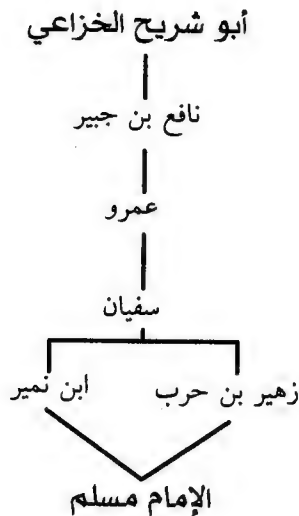 أبو شريح الخزاعي
نافع بن جبير
عمرو
سفيان
زهير بن حرب ابن نمير
الإمام مسلم